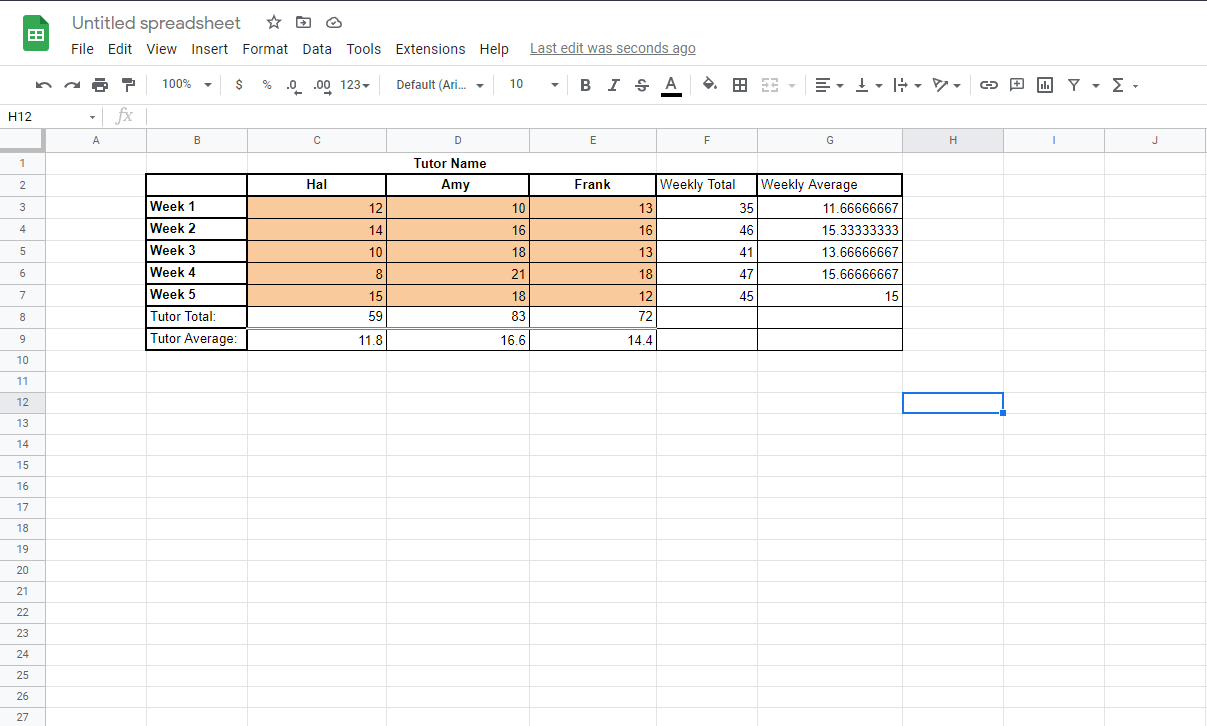 Untitled spreadsheet
File Edit View Insert Format Data Tools Extensions Help Last edit was seconds ago
100% $ % .0 .00 123 Default (Ari... 10 B I S A Σ
H12 fx
A B C D E F G H I J
1 Tutor Name
2 Hal Amy Frank Weekly Total Weekly Average
3 Week 1 12 10 13 35 11.66666667
4 Week 2 14 16 16 46 15.33333333
5 Week 3 10 18 13 41 13.66666667
6 Week 4 8 21 18 47 15.66666667
7 Week 5 15 18 12 45 15
8 Tutor Total: 59 83 72
9 Tutor Average: 11.8 16.6 14.4
10
11
12
13
14
15
16
17
18
19
20
21
22
23
24
25
26
27